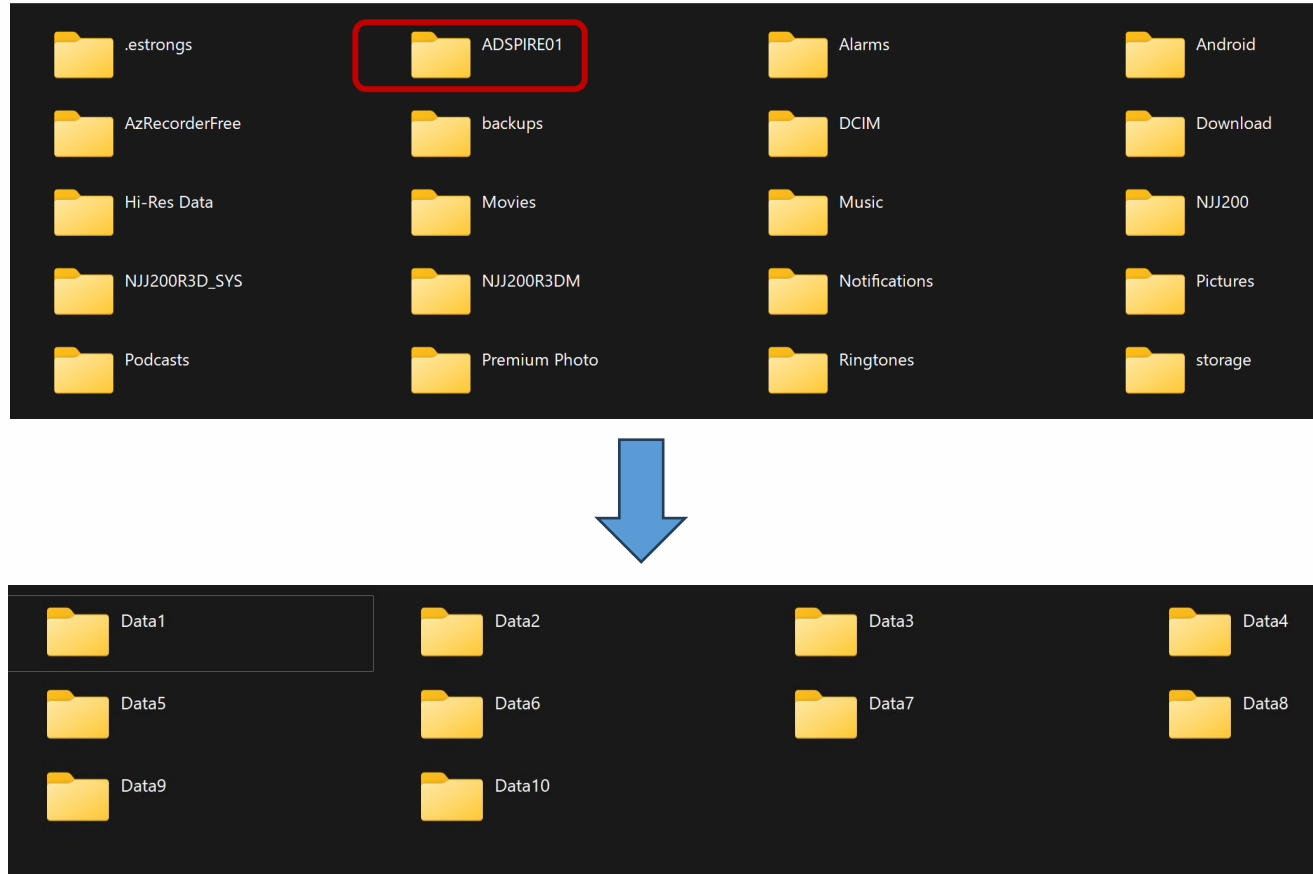 .estrongs
ADSPIRE01
Alarms
Android
AzRecorderFree
backups
DCIM
Download
Hi-Res Data
Movies
Music
NJJ200
NJJ200R3D_SYS
NJJ200R3DM
Notifications
Pictures
Podcasts
Premium Photo
Ringtones
storage
Data1
Data2
Data3
Data4
Data5
Data6
Data7
Data8
Data9
Data10